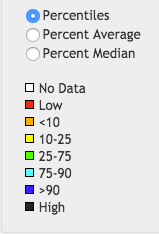 Percentiles
Percent Average
Percent Median
No Data
Low
<10
10-25
25-75
75-90
>90
High